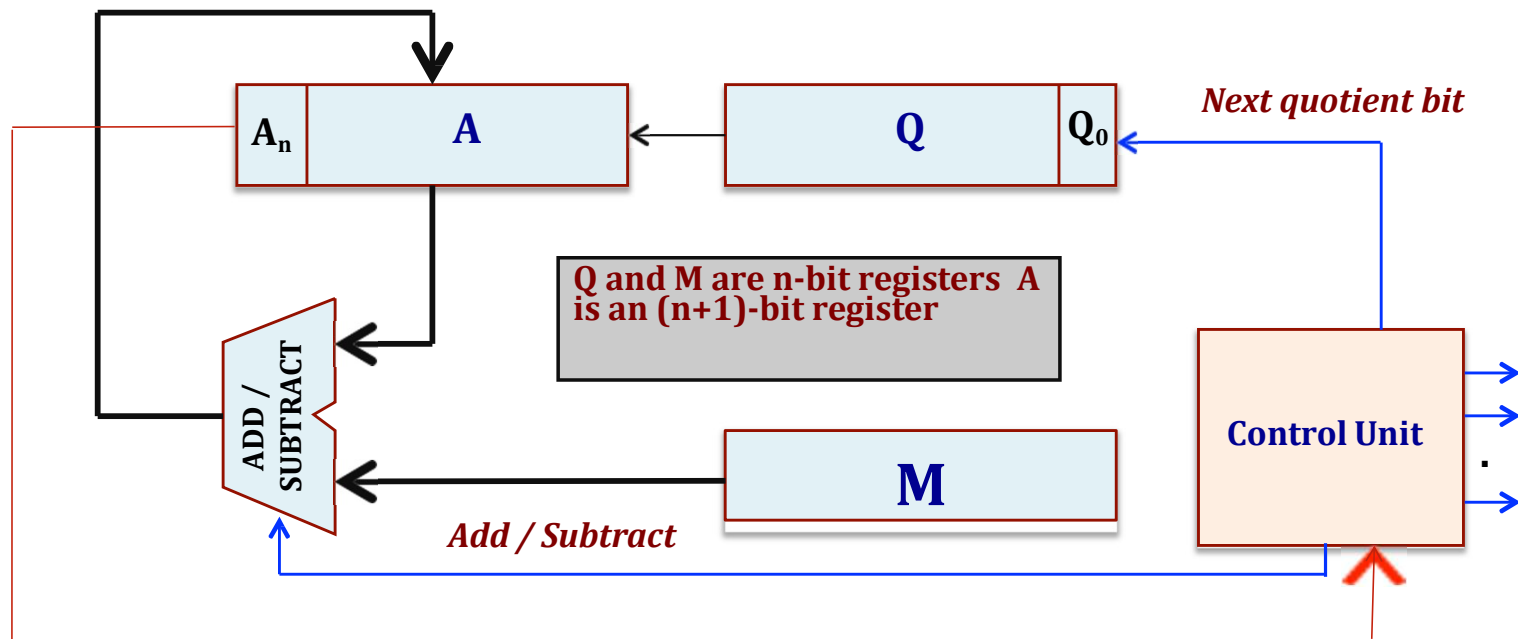 Next quotient bit
Aₙ
A
Q
Q₀
Q and M are n-bit registers A
is an (n+1)-bit register
ADD /
SUBTRACT
Control Unit
.
M
Add / Subtract